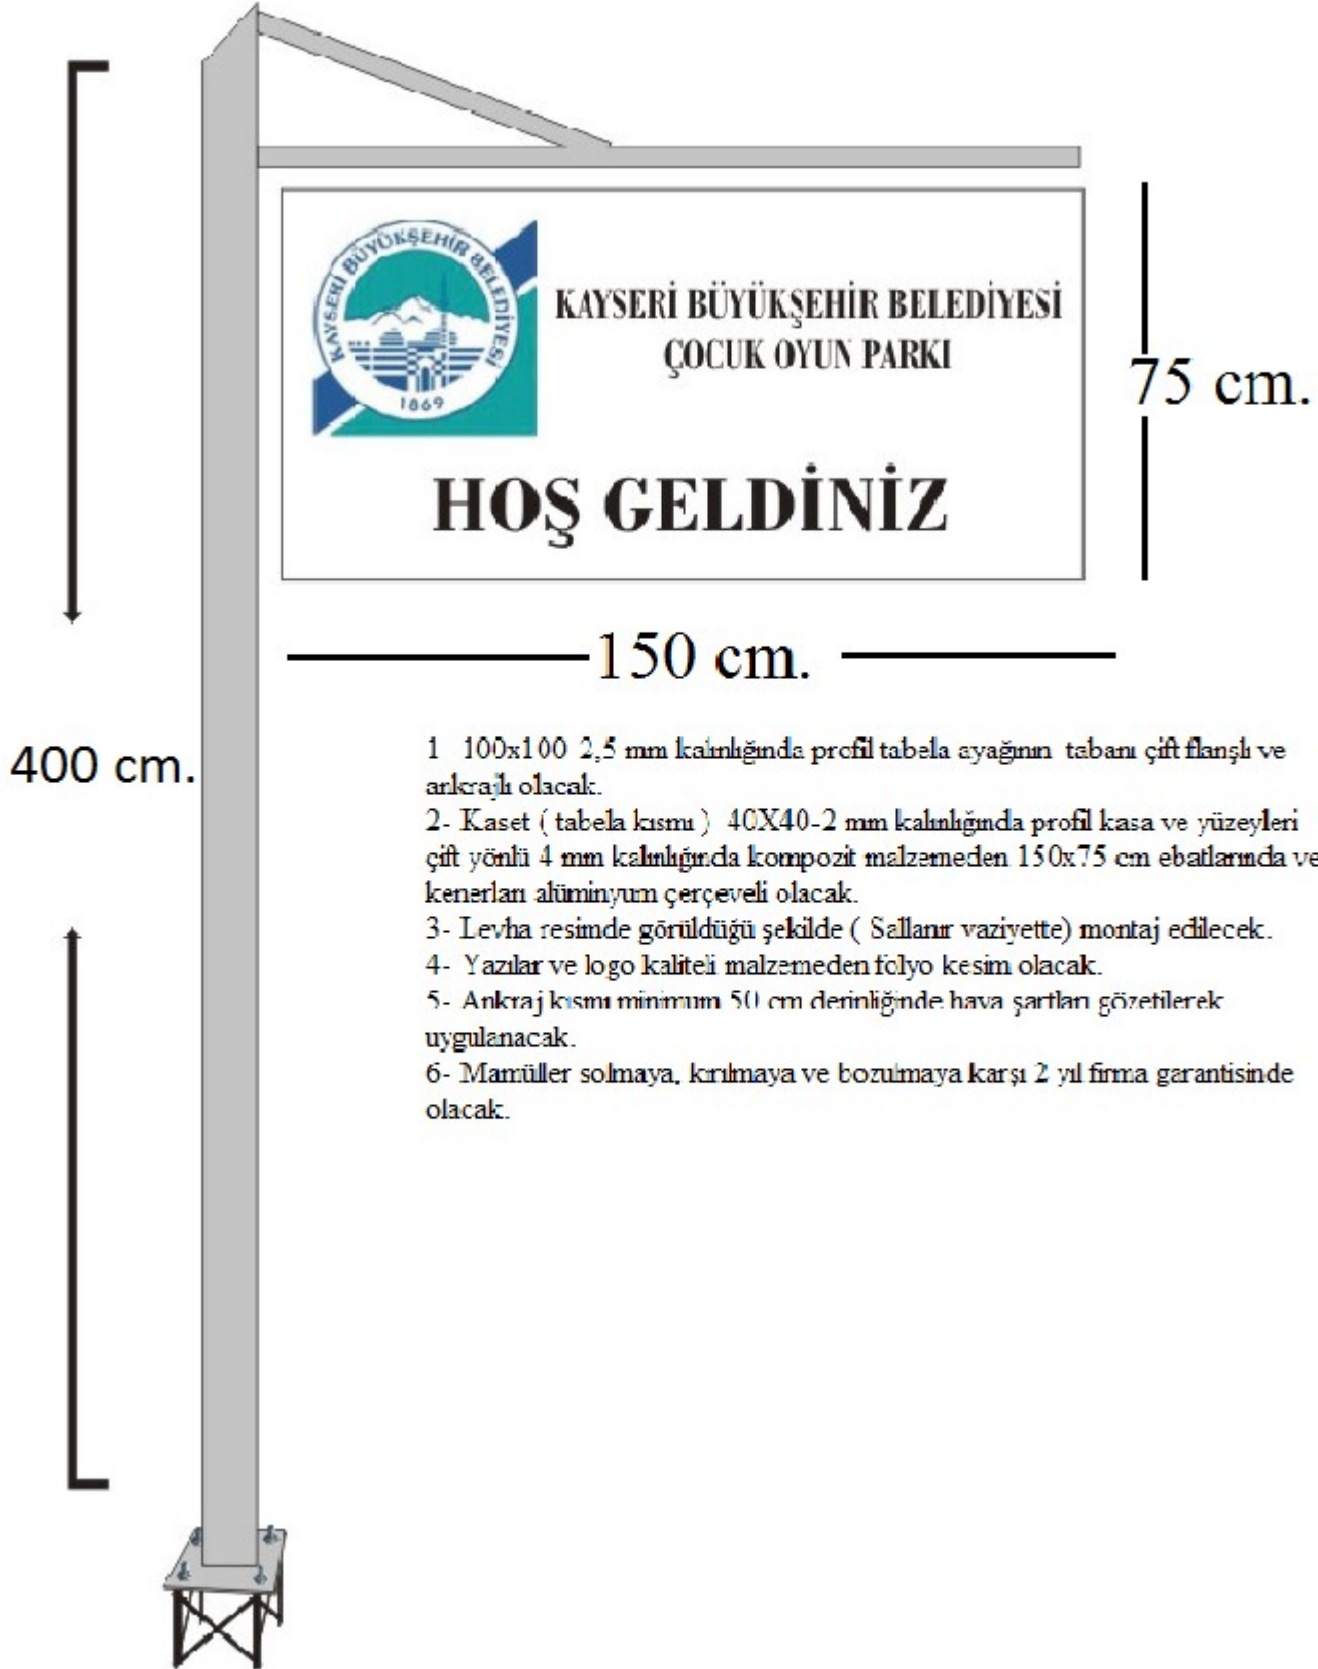 KAYSERİ BÜYÜKŞEHİR BELEDİYESİ
1869
KAYSERİ BÜYÜKŞEHİR BELEDİYESİ
ÇOCUK OYUN PARKI
HOŞ GELDİNİZ
75 cm.
150 cm.
400 cm.
1 100x100 2,5 mm kalınlığında profil tabela ayağının tabanı çift flanşlı ve
ankrajlı olacak.
2- Kaset ( tabela kısmı ) 40X40-2 mm kalınlığında profil kasa ve yüzeyleri
çift yönlü 4 mm kalınlığında kompozit malzemeden 150x75 cm ebatlarında ve
kenerları alüminyum çerçeveli olacak.
3- Levha resimde görüldüğü şekilde ( Sallanır vaziyette) montaj edilecek.
4- Yazılar ve logo kaliteli malzemeden folyo kesim olacak.
5- Ankraj kısmı minimum 50 cm derinliğinde hava şartları gözetilerek
uygulanacak.
6- Mamüller solmaya, kırılmaya ve bozulmaya karşı 2 yıl firma garantisinde
olacak.